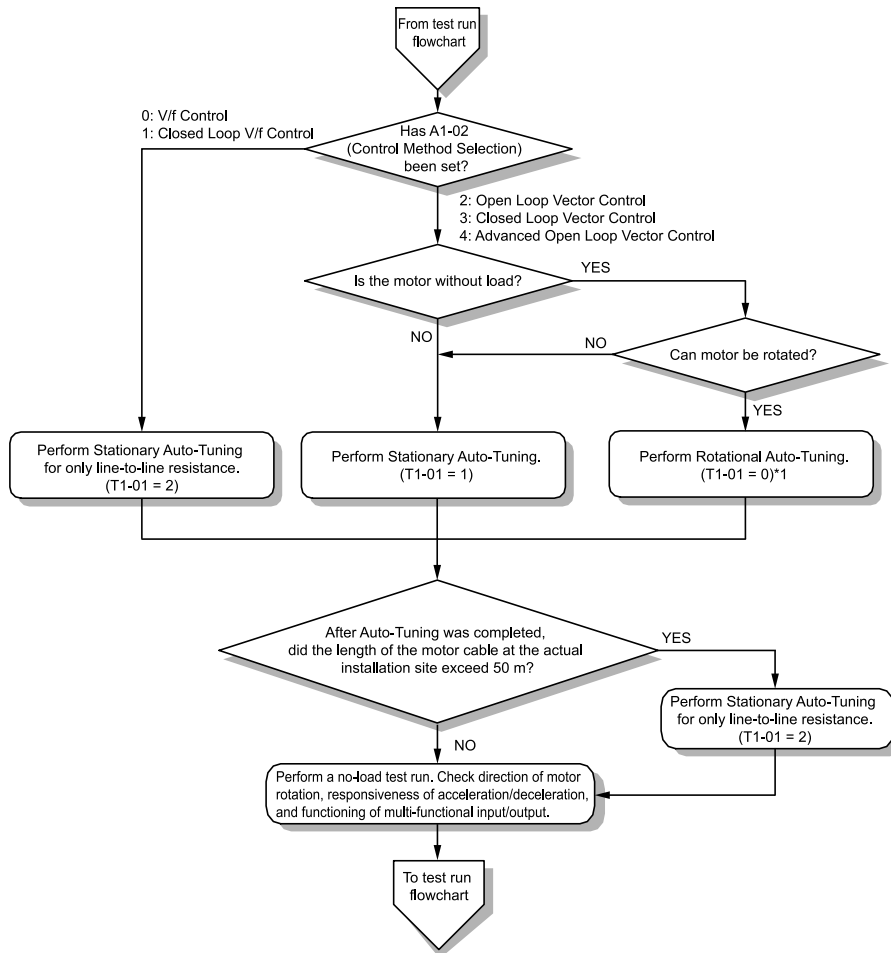 From test run
flowchart
0: V/f Control
1: Closed Loop V/f Control
Has A1-02
(Control Method Selection)
been set?
2: Open Loop Vector Control
3: Closed Loop Vector Control
4: Advanced Open Loop Vector Control
Is the motor without load?
YES
NO
NO
Can motor be rotated?
YES
Perform Stationary Auto-Tuning
for only line-to-line resistance.
(T1-01 = 2)
Perform Stationary Auto-Tuning.
(T1-01 = 1)
Perform Rotational Auto-Tuning.
(T1-01 = 0)*1
After Auto-Tuning was completed,
did the length of the motor cable at the actual
installation site exceed 50 m?
YES
Perform Stationary Auto-Tuning
for only line-to-line resistance.
(T1-01 = 2)
NO
Perform a no-load test run. Check direction of motor
rotation, responsiveness of acceleration/deceleration,
and functioning of multi-functional input/output.
To test run
flowchart